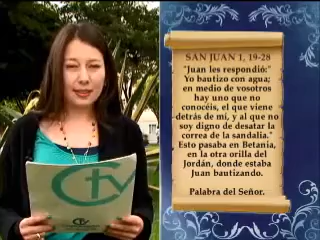 SAN JUAN 1, 19-28
"Juan les respondió:"
Yo bautizo con agua;
en medio de vosotros
hay uno que no
conocéis, el que viene
detrás de mí, y al que no
soy digno de desatar la
correa de la sandalia."
Esto pasaba en Betania,
en la otra orilla del
Jordán, donde estaba
Juan bautizando.
Palabra del Señor.
CTV